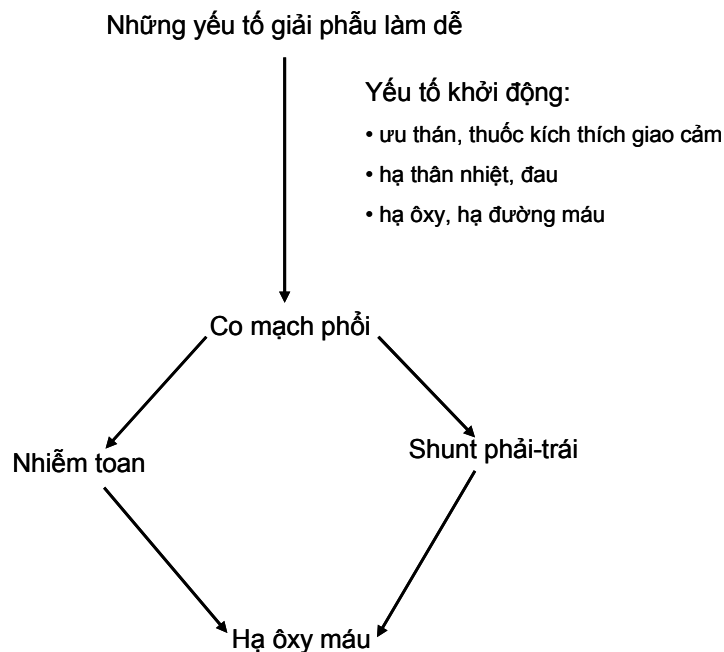 Những yếu tố giải phẫu làm dễ
Yếu tố khởi động:
• ưu thán, thuốc kích thích giao cảm
• hạ thân nhiệt, đau
• hạ ôxy, hạ đường máu
Co mạch phổi
Nhiễm toan
Shunt phải-trái
Hạ ôxy máu